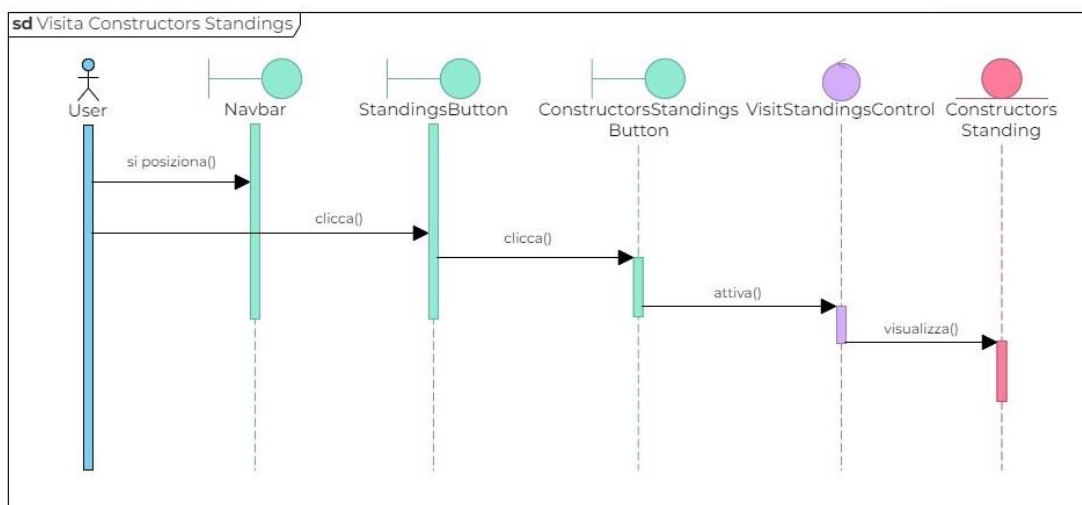 sd Visita Constructors Standings
User
Navbar
StandingsButton
ConstructorsStandings
Button
VisitStandingsControl
Constructors
Standing
si posiziona()
clicca()
clicca()
attiva()
visualizza()